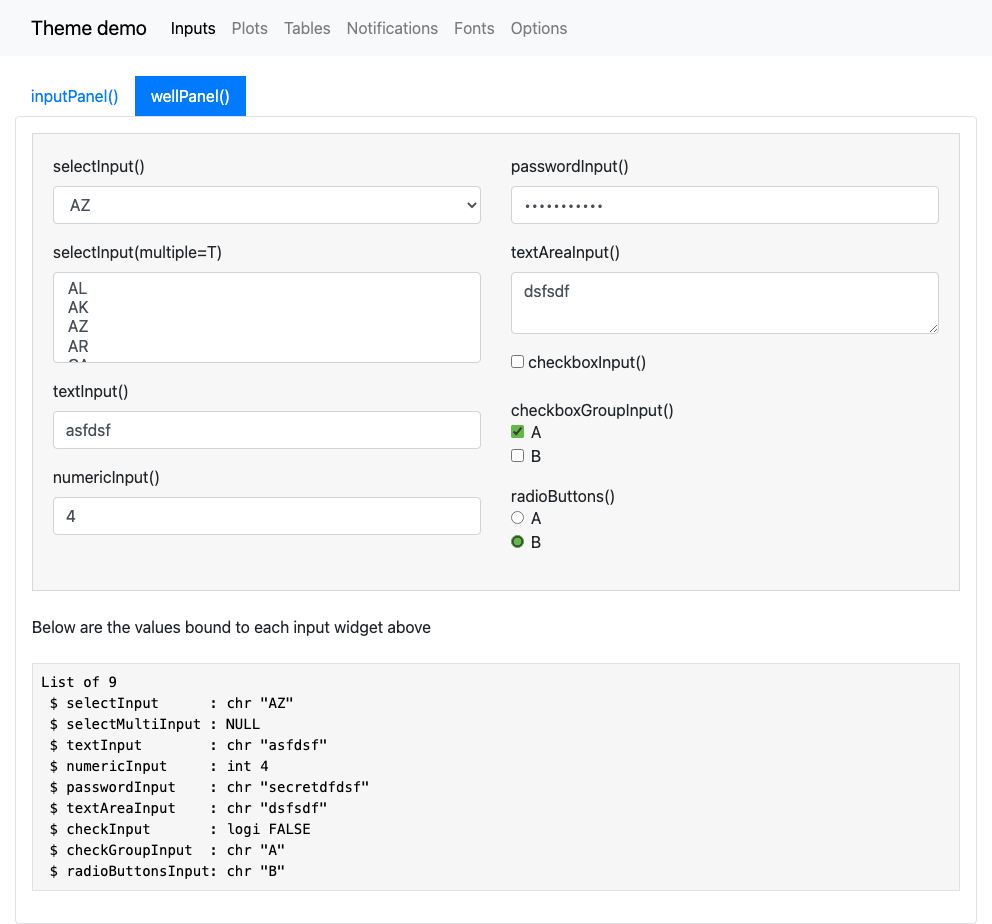 Theme demo Inputs Plots Tables Notifications Fonts Options
inputPanel() wellPanel()
selectInput()
AZ
selectInput(multiple=T)
AL
AK
AZ
AR
textInput()
asfdsf
numericInput()
4
passwordInput()
•••••••••••
textAreaInput()
dsfsdf
checkboxInput()
checkboxGroupInput()
A
B
radioButtons()
A
B
Below are the values bound to each input widget above
List of 9
 $ selectInput      : chr "AZ"
 $ selectMultiInput : NULL
 $ textInput        : chr "asfdsf"
 $ numericInput     : int 4
 $ passwordInput    : chr "secretdfdsf"
 $ textAreaInput    : chr "dsfsdf"
 $ checkInput       : logi FALSE
 $ checkGroupInput  : chr "A"
 $ radioButtonsInput: chr "B"